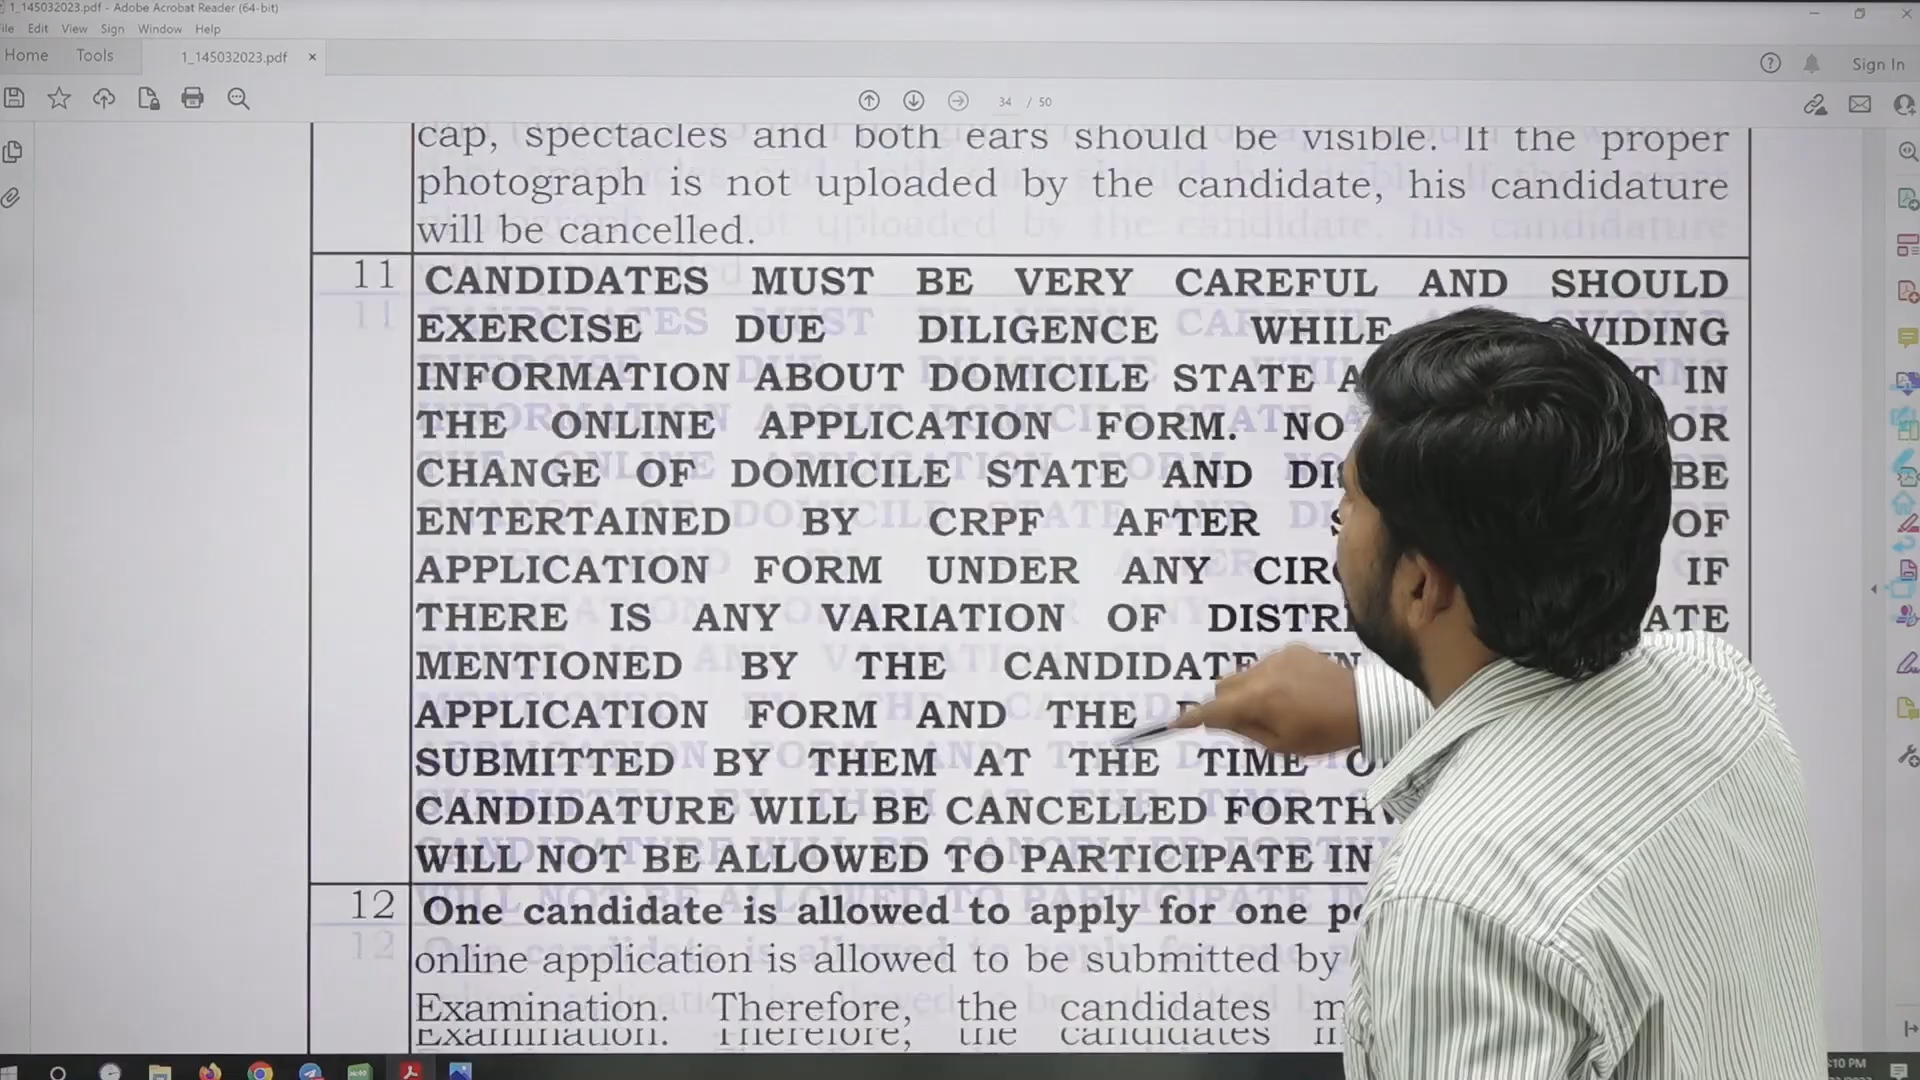 1_145032023.pdf - Adobe Acrobat Reader (64-bit)
Edit View Sign Window Help
Home Tools 1_145032023.pdf × Sign In
34 / 50
cap, spectacles and both ears should be visible. If the proper
photograph is not uploaded by the candidate, his candidature
will be cancelled.
11 CANDIDATES MUST BE VERY CAREFUL AND SHOULD
EXERCISE DUE DILIGENCE WHILE
INFORMATION ABOUT DOMICILE STATE IN
THE ONLINE APPLICATION FORM. NO
CHANGE OF DOMICILE STATE AND BE
ENTERTAINED BY CRPF AFTER OF
APPLICATION FORM UNDER ANY IF
THERE IS ANY VARIATION OF
MENTIONED BY THE
APPLICATION FORM AND THE
SUBMITTED BY THEM AT THE TIME
CANDIDATURE WILL BE CANCELLED
WILL NOT BE ALLOWED TO PARTICIPATE IN
12 One candidate is allowed to apply for one
online application is allowed to be submitted by
Examination. Therefore, the candidates
:10 PM